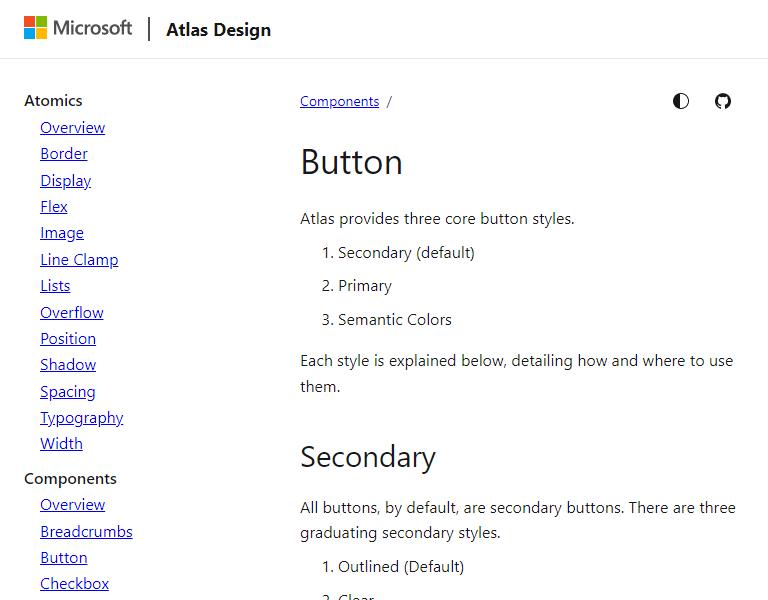 Microsoft | Atlas Design
Atomics
Overview
Border
Display
Flex
Image
Line Clamp
Lists
Overflow
Position
Shadow
Spacing
Typography
Width
Components
Overview
Breadcrumbs
Button
Checkbox
Components /
Button
Atlas provides three core button styles.
1. Secondary (default)
2. Primary
3. Semantic Colors
Each style is explained below, detailing how and where to use
them.
Secondary
All buttons, by default, are secondary buttons. There are three
graduating secondary styles.
1. Outlined (Default)
2. Clear